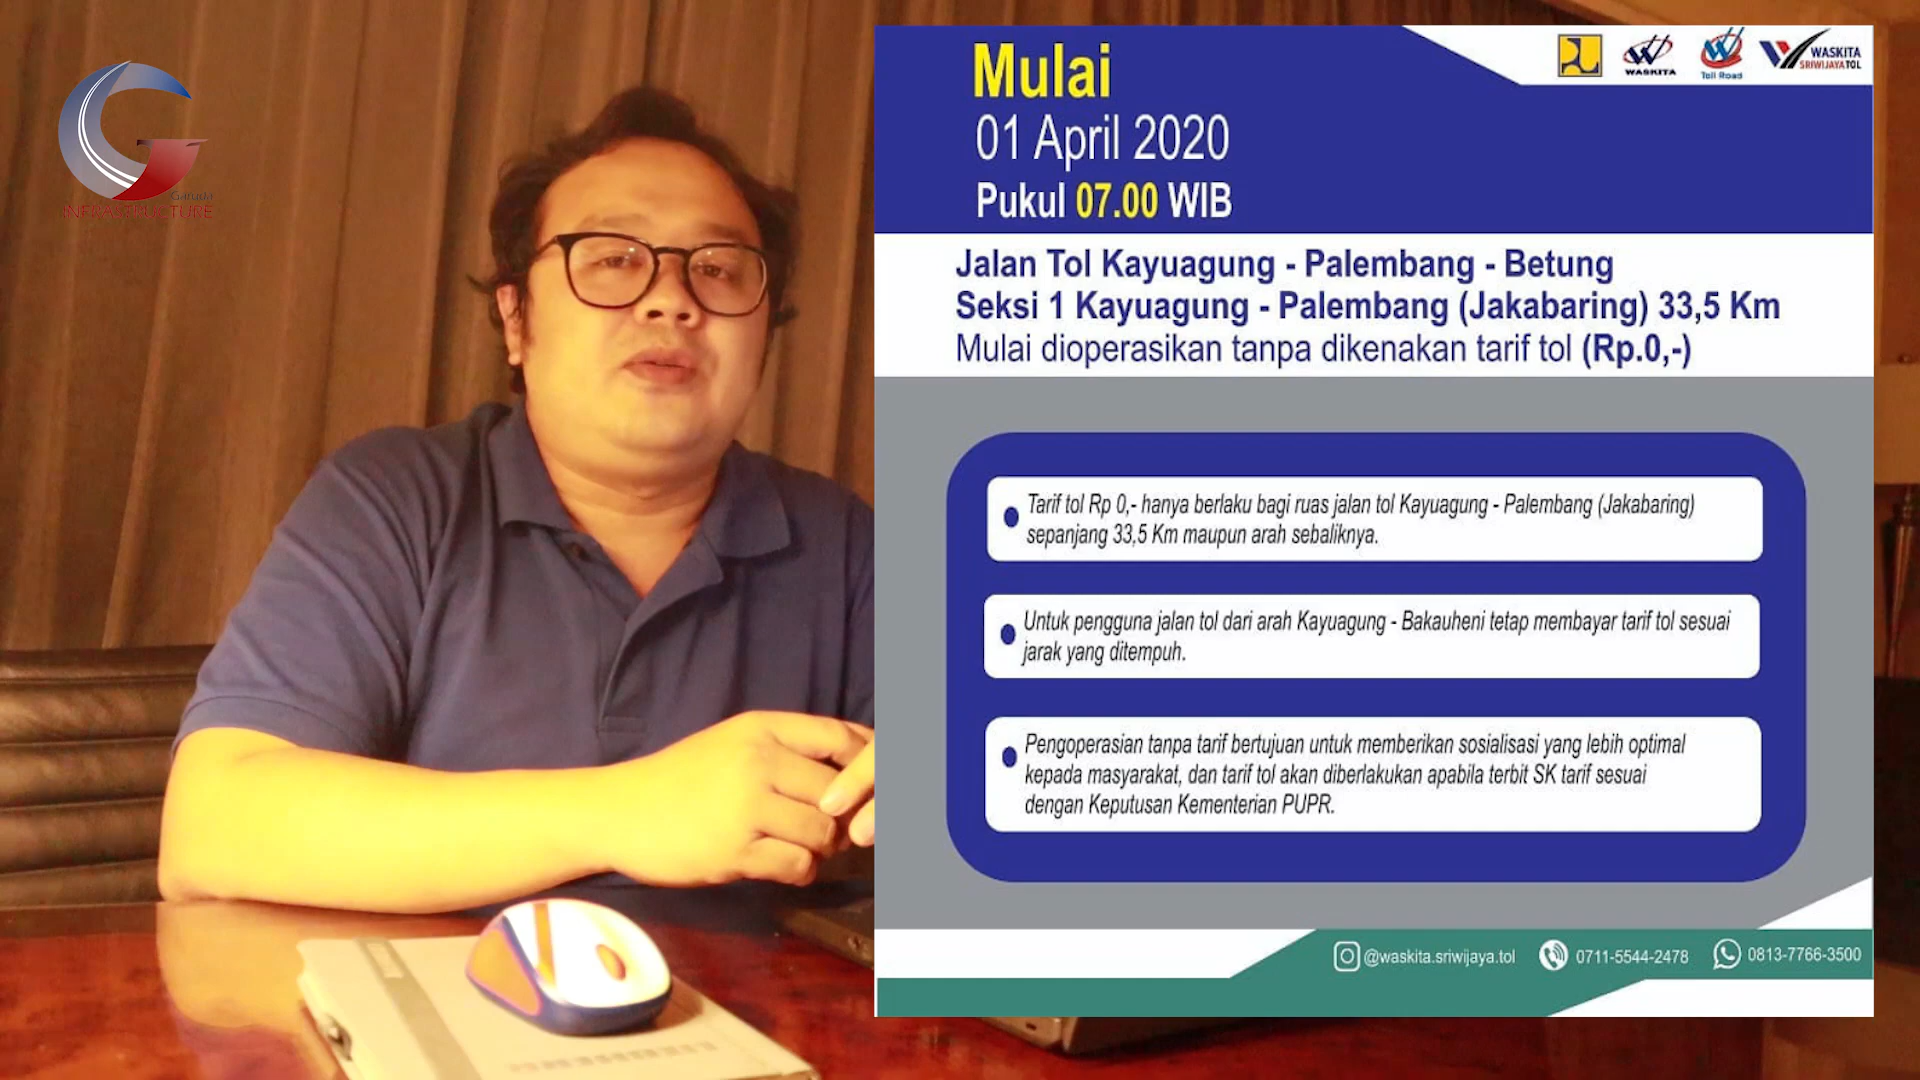 Garuda
INFRASTRUCTURE
Mulai
01 April 2020
Pukul 07.00 WIB
WASKITA
Toll Road
WASKITA
SRIWIJAYA TOL
Jalan Tol Kayuagung - Palembang - Betung
Seksi 1 Kayuagung - Palembang (Jakabaring) 33,5 Km
Mulai dioperasikan tanpa dikenakan tarif tol (Rp.0,-)
Tarif tol Rp 0,- hanya berlaku bagi ruas jalan tol Kayuagung - Palembang (Jakabaring)
sepanjang 33,5 Km maupun arah sebaliknya.
Untuk pengguna jalan tol dari arah Kayuagung - Bakauheni tetap membayar tarif tol sesuai
jarak yang ditempuh.
Pengoperasian tanpa tarif bertujuan untuk memberikan sosialisasi yang lebih optimal
kepada masyarakat, dan tarif tol akan diberlakukan apabila terbit SK tarif sesuai
dengan Keputusan Kementerian PUPR.
@waskita.sriwijaya.tol
0711-5544-2478
0813-7766-3500